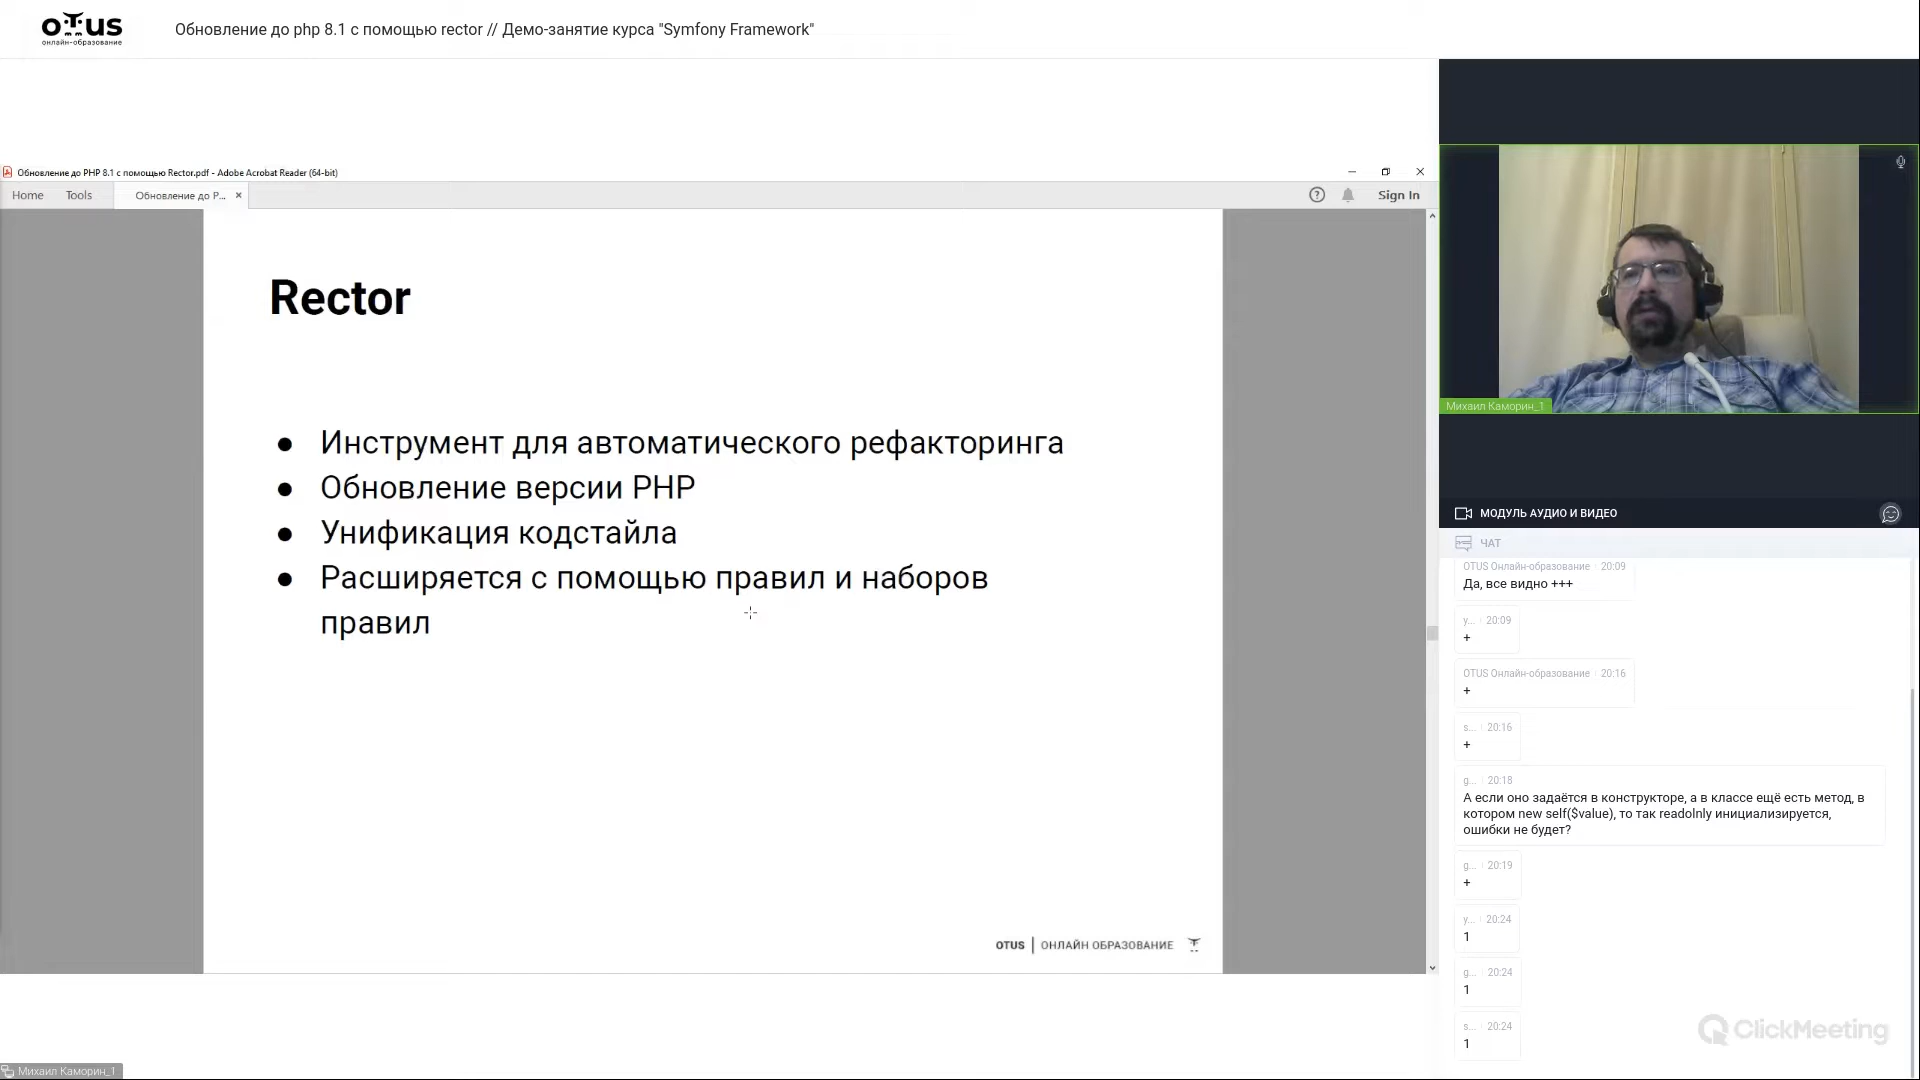 OTUS
онлайн-образование
Обновление до php 8.1 с помощью rector // Демо-занятие курса "Symfony Framework"
Обновление до PHP 8.1 с помощью Rector.pdf - Adobe Acrobat Reader (64-bit)
Home
Tools
Обновление до P...
Sign In
Rector
● Инструмент для автоматического рефакторинга
● Обновление версии PHP
● Унификация кодстайла
● Расширяется с помощью правил и наборов
правил
OTUS | ОНЛАЙН ОБРАЗОВАНИЕ
Михаил Каморин_1
Михаил Каморин_1
МОДУЛЬ АУДИО И ВИДЕО
ЧАТ
OTUS Онлайн-образование 20:09
Да, все видно +++
y... 20:09
+
OTUS Онлайн-образование 20:16
+
s... 20:16
+
g... 20:18
А если оно задаётся в конструкторе, а в классе ещё есть метод, в
котором new self($value), то так readolnly инициализируется,
ошибки не будет?
g... 20:19
+
y... 20:24
1
g... 20:24
1
s... 20:24
1
ClickMeeting